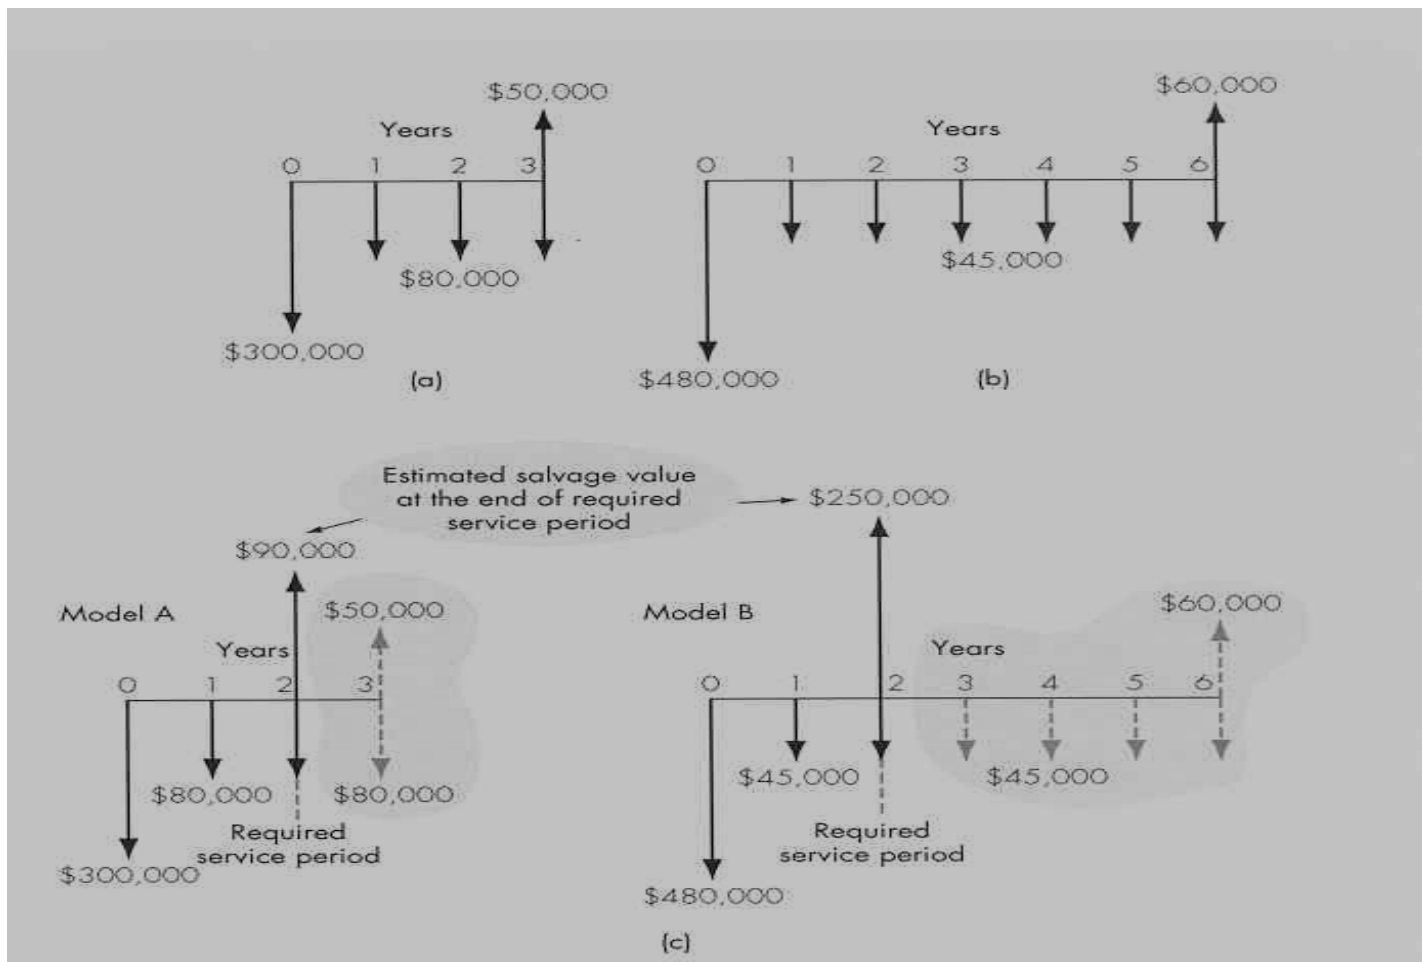 $50,000
Years
0 1 2 3
$80,000
$300,000
(a)
$60,000
Years
0 1 2 3 4 5 6
$45,000
$480,000
(b)
Estimated salvage value
at the end of required
service period
$90,000
$250,000
Model A
$50,000
Years
0 1 2 3
$80,000
$80,000
Required
service period
$300,000
Model B
$60,000
Years
0 1 2 3 4 5 6
$45,000
$45,000
Required
service period
$480,000
(c)